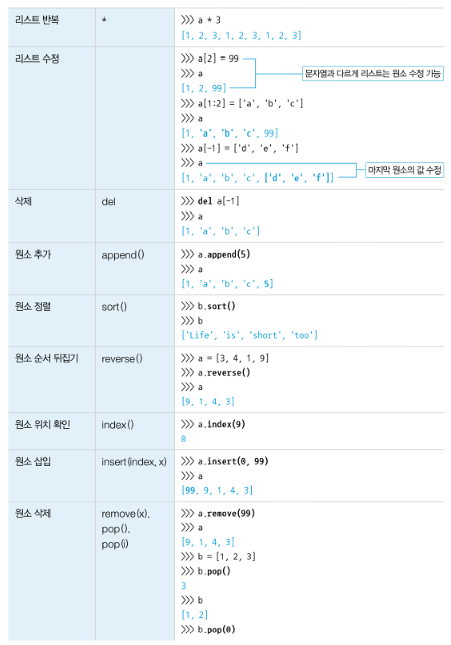 리스트 반복 * >>> a * 3
[1, 2, 3, 1, 2, 3, 1, 2, 3]
리스트 수정 >>> a[2] = 99
>>> a
문자열과 다르게 리스트는 원소 수정 가능
[1, 2, 99]
>>> a[1:2] = ['a', 'b', 'c']
>>> a
[1, 'a', 'b', 'c', 99]
>>> a[-1] = ['d', 'e', 'f']
>>> a
마지막 원소의 값 수정
[1, 'a', 'b', 'c', ['d', 'e', 'f']]
삭제 del >>> del a[-1]
>>> a
[1, 'a', 'b', 'c']
원소 추가 append() >>> a.append(5)
>>> a
[1, 'a', 'b', 'c', 5]
원소 정렬 sort() >>> b.sort()
>>> b
['Life', 'is', 'short', 'too']
원소 순서 뒤집기 reverse() >>> a = [3, 4, 1, 9]
>>> a.reverse()
>>> a
[9, 1, 4, 3]
원소 위치 확인 index() >>> a.index(9)
0
원소 삽입 insert(index, x) >>> a.insert(0, 99)
>>> a
[99, 9, 1, 4, 3]
원소 삭제 remove(x), >>> a.remove(99)
pop(), >>> a
pop(i) [9, 1, 4, 3]
>>> b = [1, 2, 3]
>>> b.pop()
3
>>> b
[1, 2]
>>> b.pop(0)